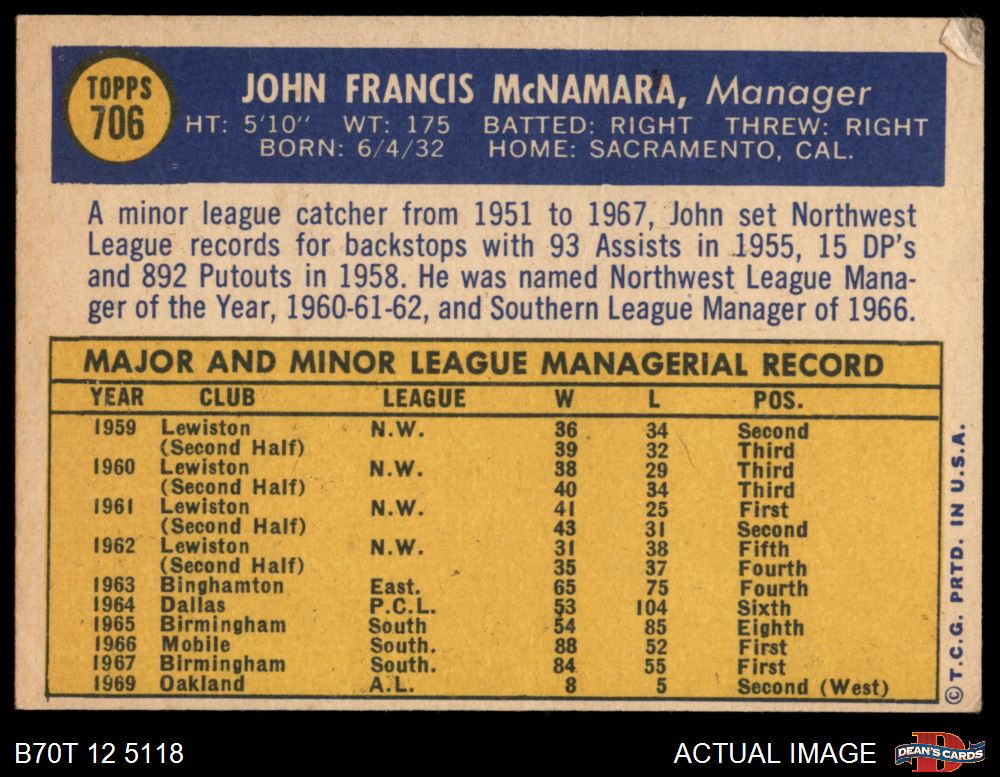 TOPPS
706
JOHN FRANCIS McNAMARA, Manager
HT: 5'10" WT: 175 BATTED: RIGHT THREW: RIGHT
BORN: 6/4/32 HOME: SACRAMENTO, CAL.
A minor league catcher from 1951 to 1967, John set Northwest
League records for backstops with 93 Assists in 1955, 15 DP's
and 892 Putouts in 1958. He was named Northwest League Mana-
ger of the Year, 1960-61-62, and Southern League Manager of 1966.
MAJOR AND MINOR LEAGUE MANAGERIAL RECORD
YEAR CLUB LEAGUE W L POS.
1959 Lewiston N.W. 36 34 Second
(Second Half) 39 32 Third
1960 Lewiston N.W. 38 29 Third
(Second Half) 40 34 Third
1961 Lewiston N.W. 41 25 First
(Second Half) 43 31 Second
1962 Lewiston N.W. 31 38 Fifth
(Second Half) 35 37 Fourth
1963 Binghamton East. 65 75 Fourth
1964 Dallas P.C.L. 53 104 Sixth
1965 Birmingham South 54 85 Eighth
1966 Mobile South. 88 52 First
1967 Birmingham South. 84 55 First
1969 Oakland A.L. 8 5 Second (West)
© T.C.G. PRTD. IN U.S.A.
B70T 12 5118
ACTUAL IMAGE
DEAN'S CARDS